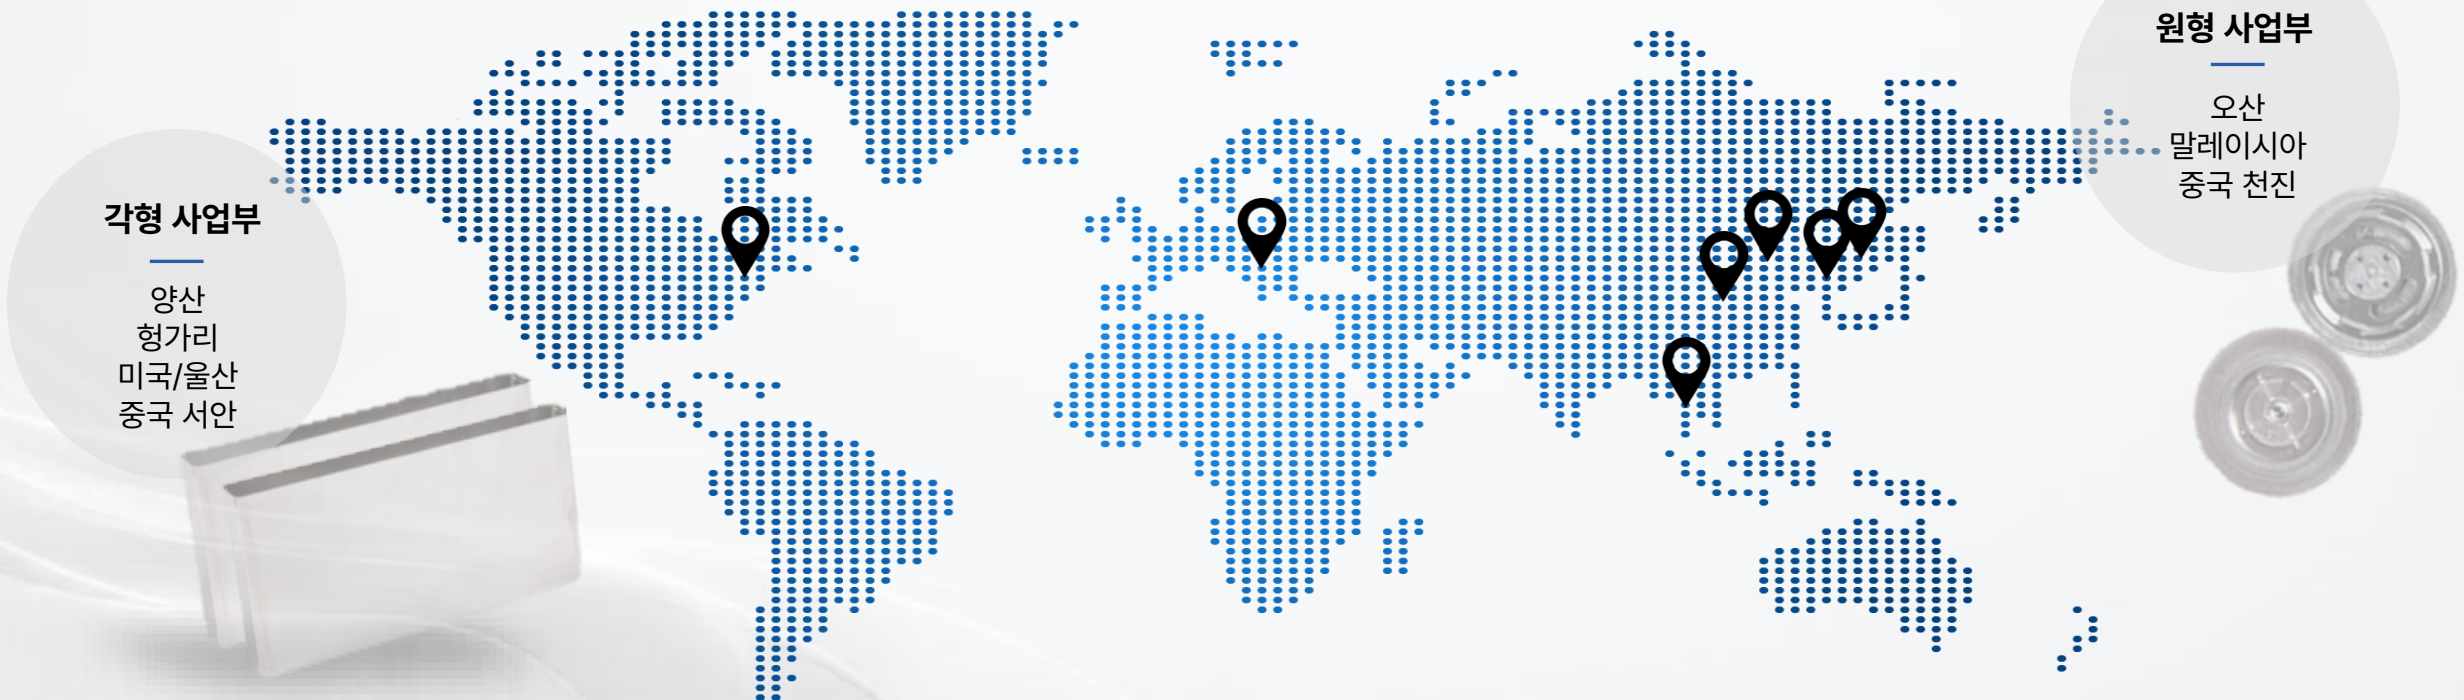 각형 사업부
양산
헝가리
미국/울산
중국 서안
원형 사업부
오산
말레이시아
중국 천진